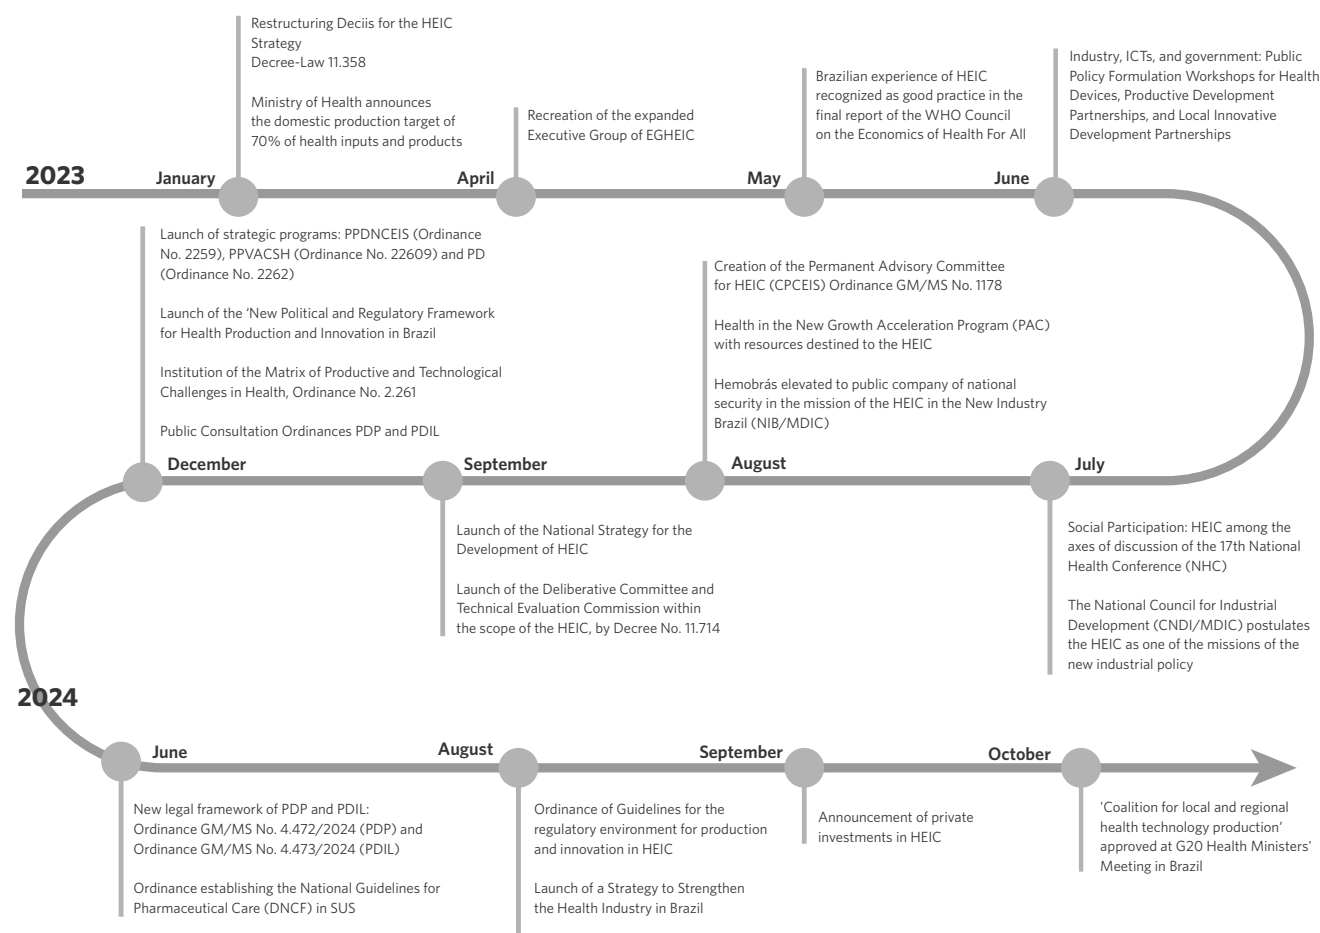 2023
January
Restructuring Deciis for the HEIC
Strategy
Decree-Law 11.358
Ministry of Health announces
the domestic production target of
70% of health inputs and products
April
Recreation of the expanded
Executive Group of EGHEIC
May
Brazilian experience of HEIC
recognized as good practice in the
final report of the WHO Council
on the Economics of Health For All
June
Industry, ICTs, and government: Public
Policy Formulation Workshops for Health
Devices, Productive Development
Partnerships, and Local Innovative
Development Partnerships
July
Social Participation: HEIC among the
axes of discussion of the 17th National
Health Conference (NHC)
The National Council for Industrial
Development (CNDI/MDIC) postulates
the HEIC as one of the missions of the
new industrial policy
August
Creation of the Permanent Advisory Committee
for HEIC (CPCEIS) Ordinance GM/MS No. 1178
Health in the New Growth Acceleration Program (PAC)
with resources destined to the HEIC
Hemobrás elevated to public company of national
security in the mission of the HEIC in the New Industry
Brazil (NIB/MDIC)
September
Launch of the National Strategy for the
Development of HEIC
Launch of the Deliberative Committee and
Technical Evaluation Commission within
the scope of the HEIC, by Decree No. 11.714
December
Launch of strategic programs: PPDNCEIS (Ordinance
No. 2259), PPVACSH (Ordinance No. 22609) and PD
(Ordinance No. 2262)
Launch of the ‘New Political and Regulatory Framework
for Health Production and Innovation in Brazil
Institution of the Matrix of Productive and Technological
Challenges in Health, Ordinance No. 2.261
Public Consultation Ordinances PDP and PDIL
2024
June
New legal framework of PDP and PDIL:
Ordinance GM/MS No. 4.472/2024 (PDP) and
Ordinance GM/MS No. 4.473/2024 (PDIL)
Ordinance establishing the National Guidelines for
Pharmaceutical Care (DNCF) in SUS
August
Ordinance of Guidelines for the
regulatory environment for production
and innovation in HEIC
Launch of a Strategy to Strengthen
the Health Industry in Brazil
September
Announcement of private
investments in HEIC
October
'Coalition for local and regional
health technology production’
approved at G20 Health Ministers'
Meeting in Brazil